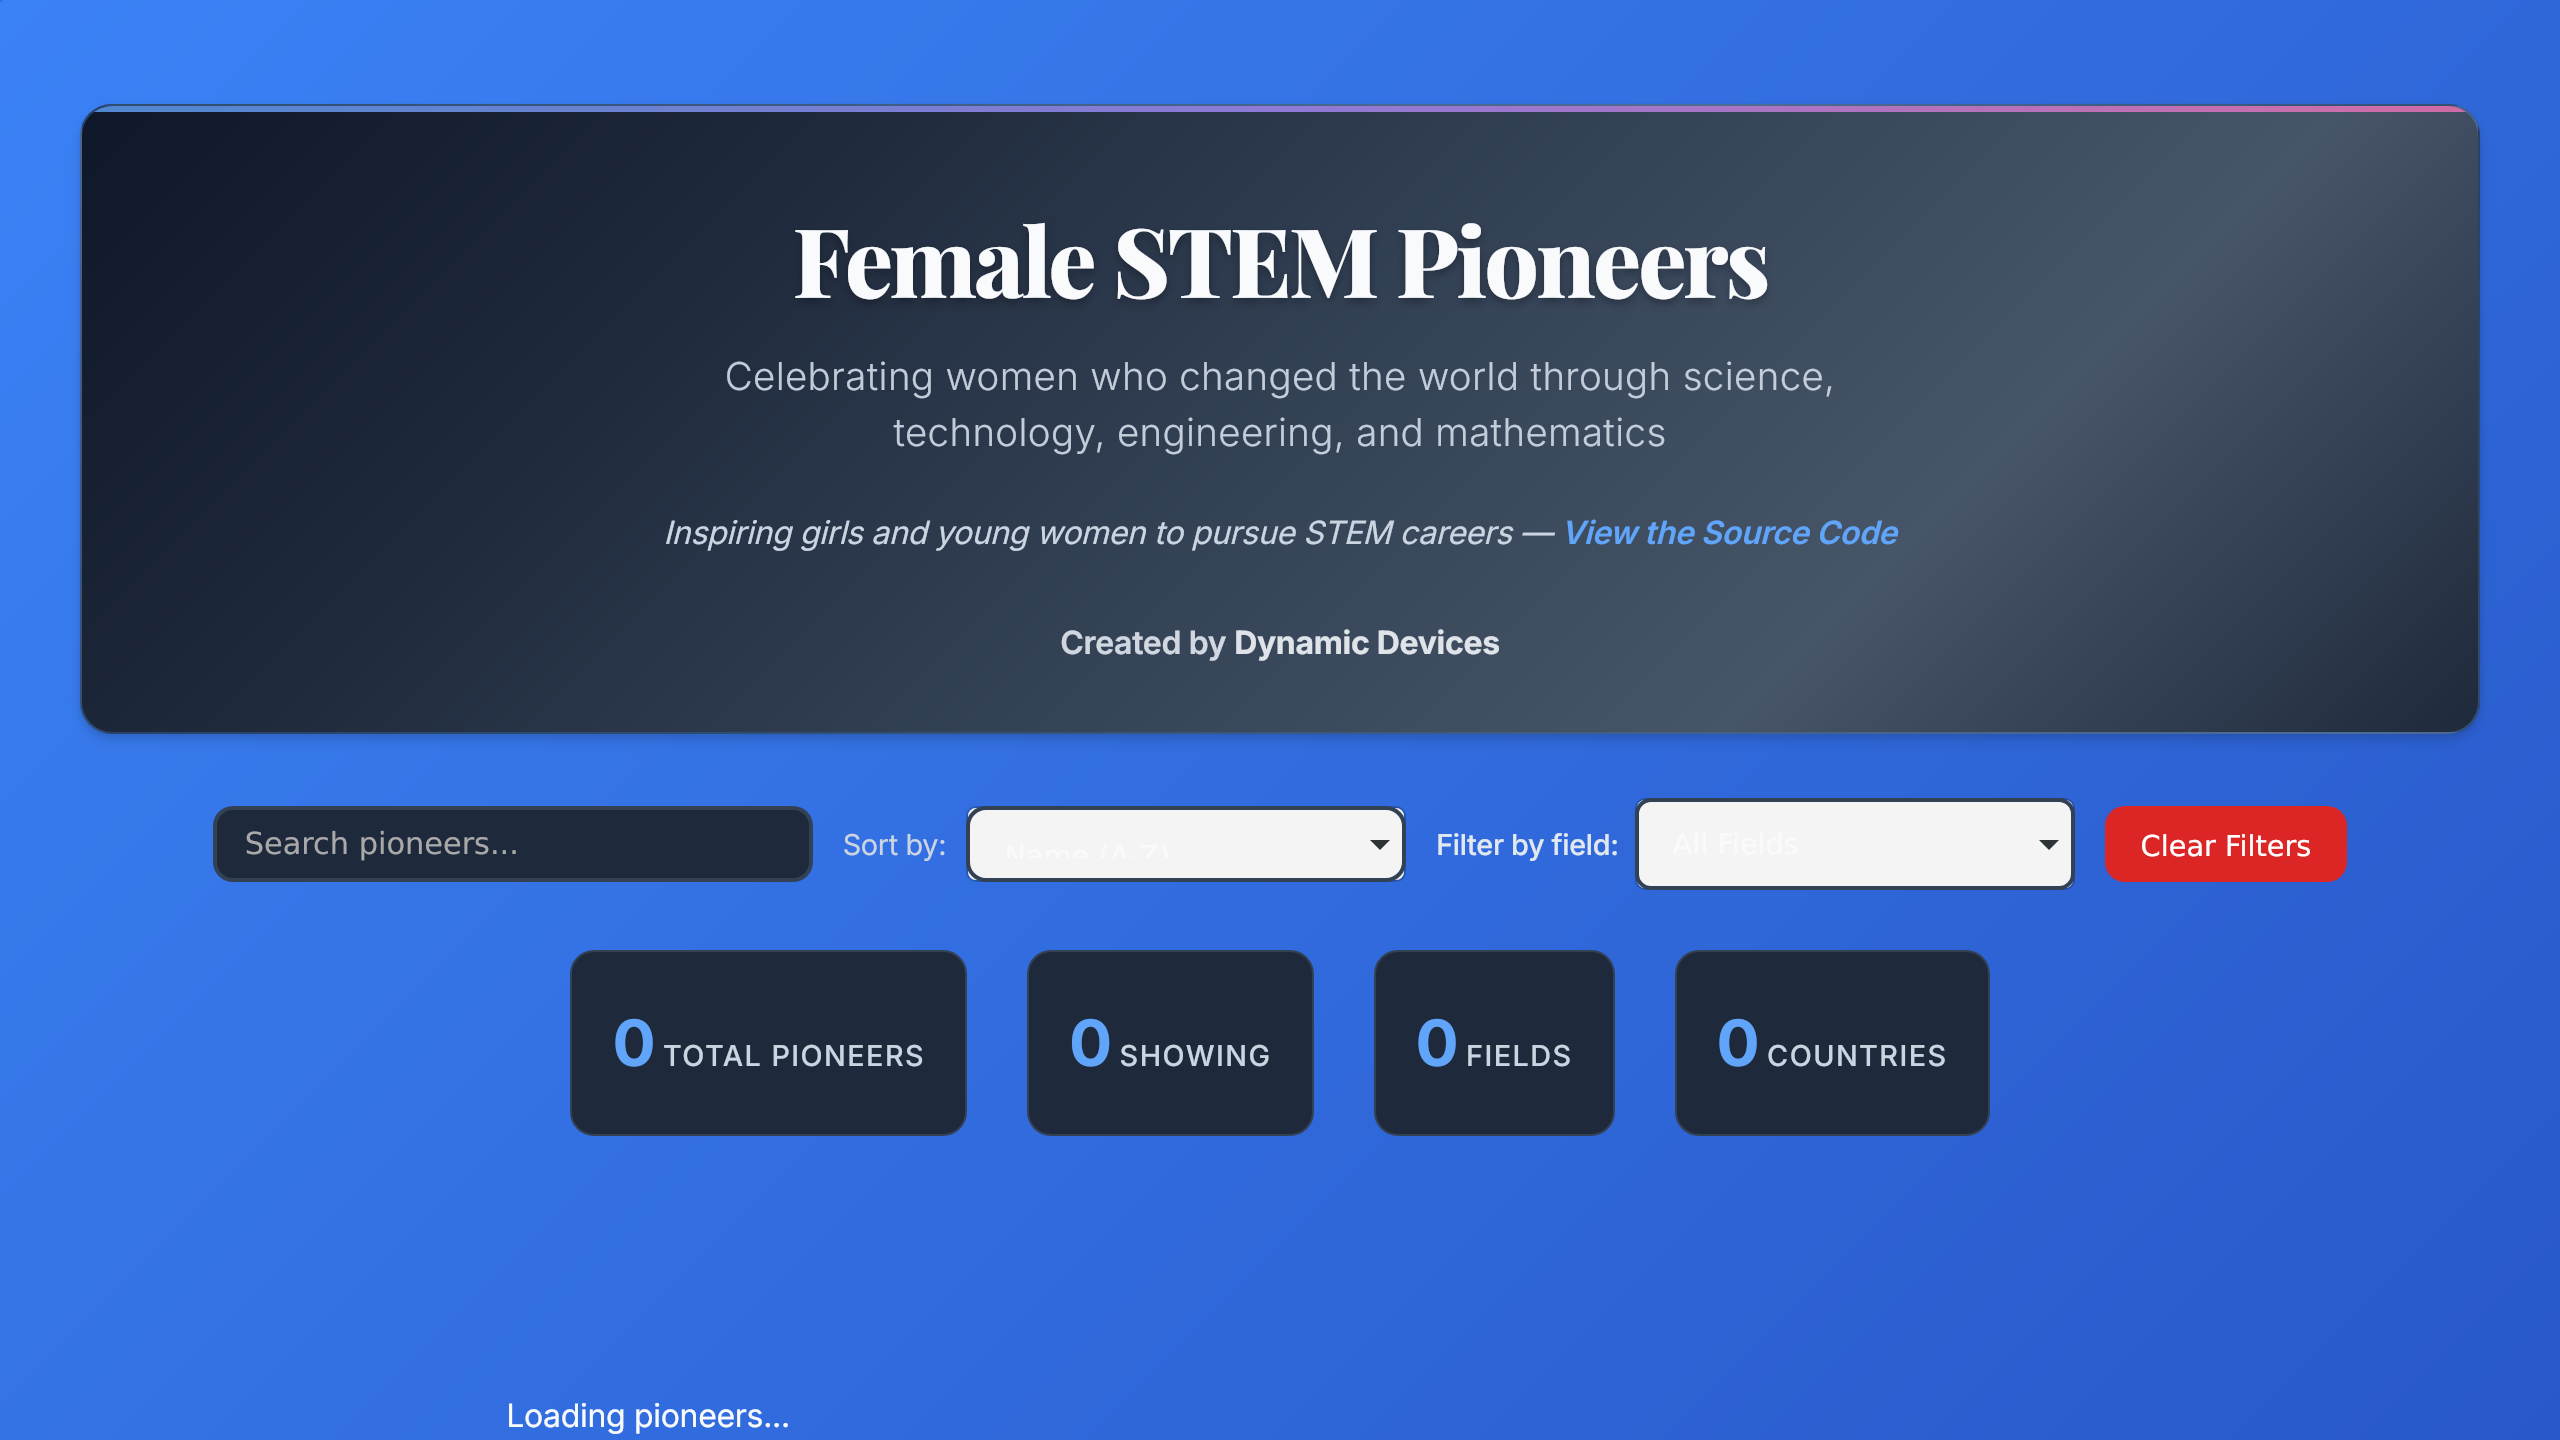 Female STEM Pioneers
Celebrating women who changed the world through science,
technology, engineering, and mathematics
Inspiring girls and young women to pursue STEM careers — View the Source Code
Created by Dynamic Devices
Search pioneers...
Sort by:
Name (A-Z)
Filter by field:
All Fields
Clear Filters
0 TOTAL PIONEERS
0 SHOWING
0 FIELDS
0 COUNTRIES
Loading pioneers...